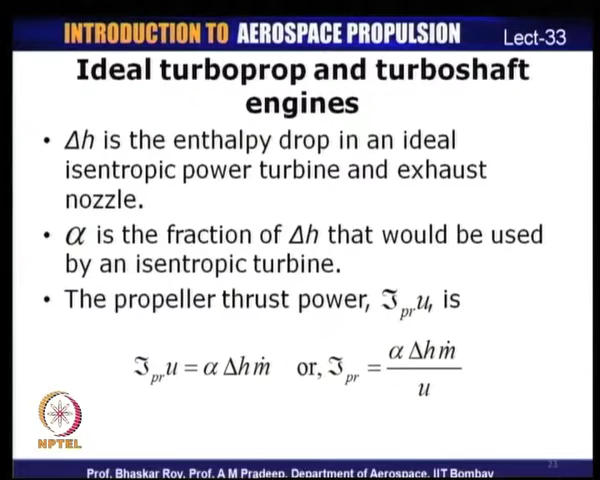 INTRODUCTION TO AEROSPACE PROPULSION
Lect-33
Ideal turboprop and turboshaft
engines
• Δh is the enthalpy drop in an ideal
isentropic power turbine and exhaust
nozzle.
• α is the fraction of Δh that would be used
by an isentropic turbine.
• The propeller thrust power, ℑ_pr u, is
ℑ_pr u = α Δh ṁ or, ℑ_pr = α Δh ṁ / u
NPTEL
23
Prof. Bhaskar Roy, Prof. A M Pradeep, Department of Aerospace, IIT Bombay